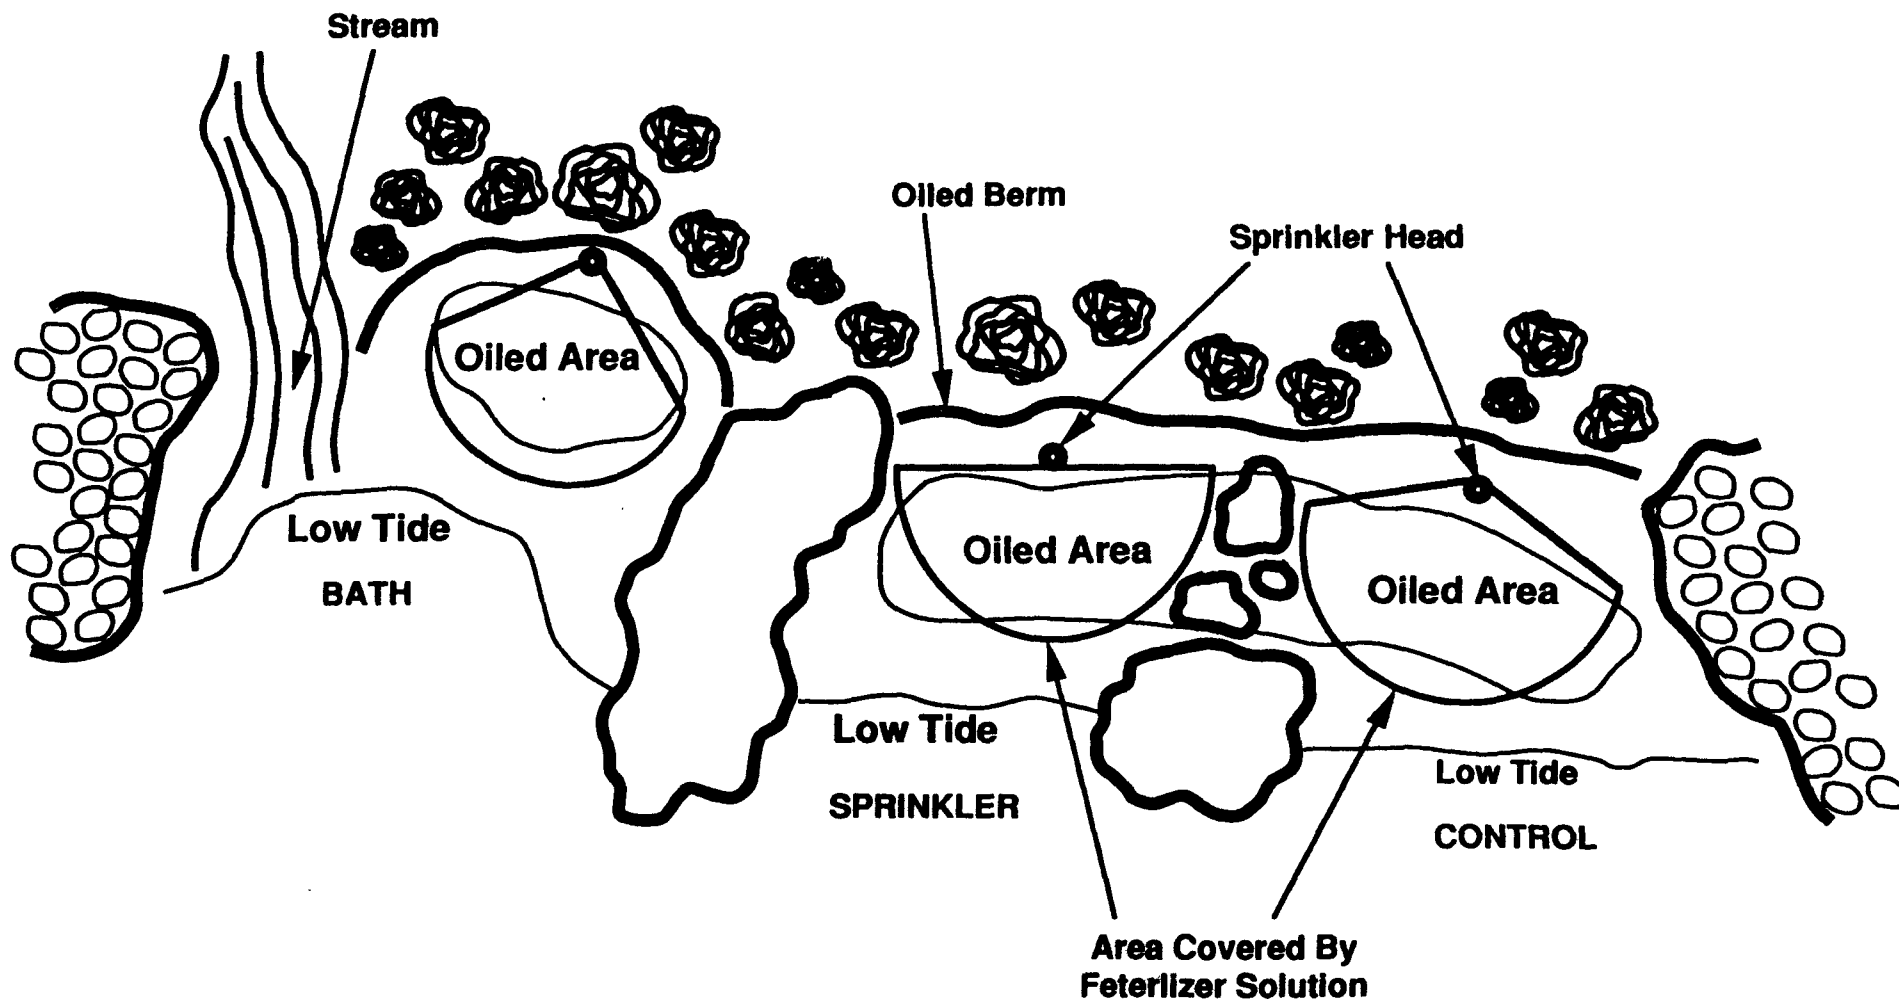 Stream
Oiled Berm
Sprinkler Head
Oiled Area
Low Tide
BATH
Oiled Area
Oiled Area
Low Tide
SPRINKLER
Low Tide
CONTROL
Area Covered By
Feterlizer Solution